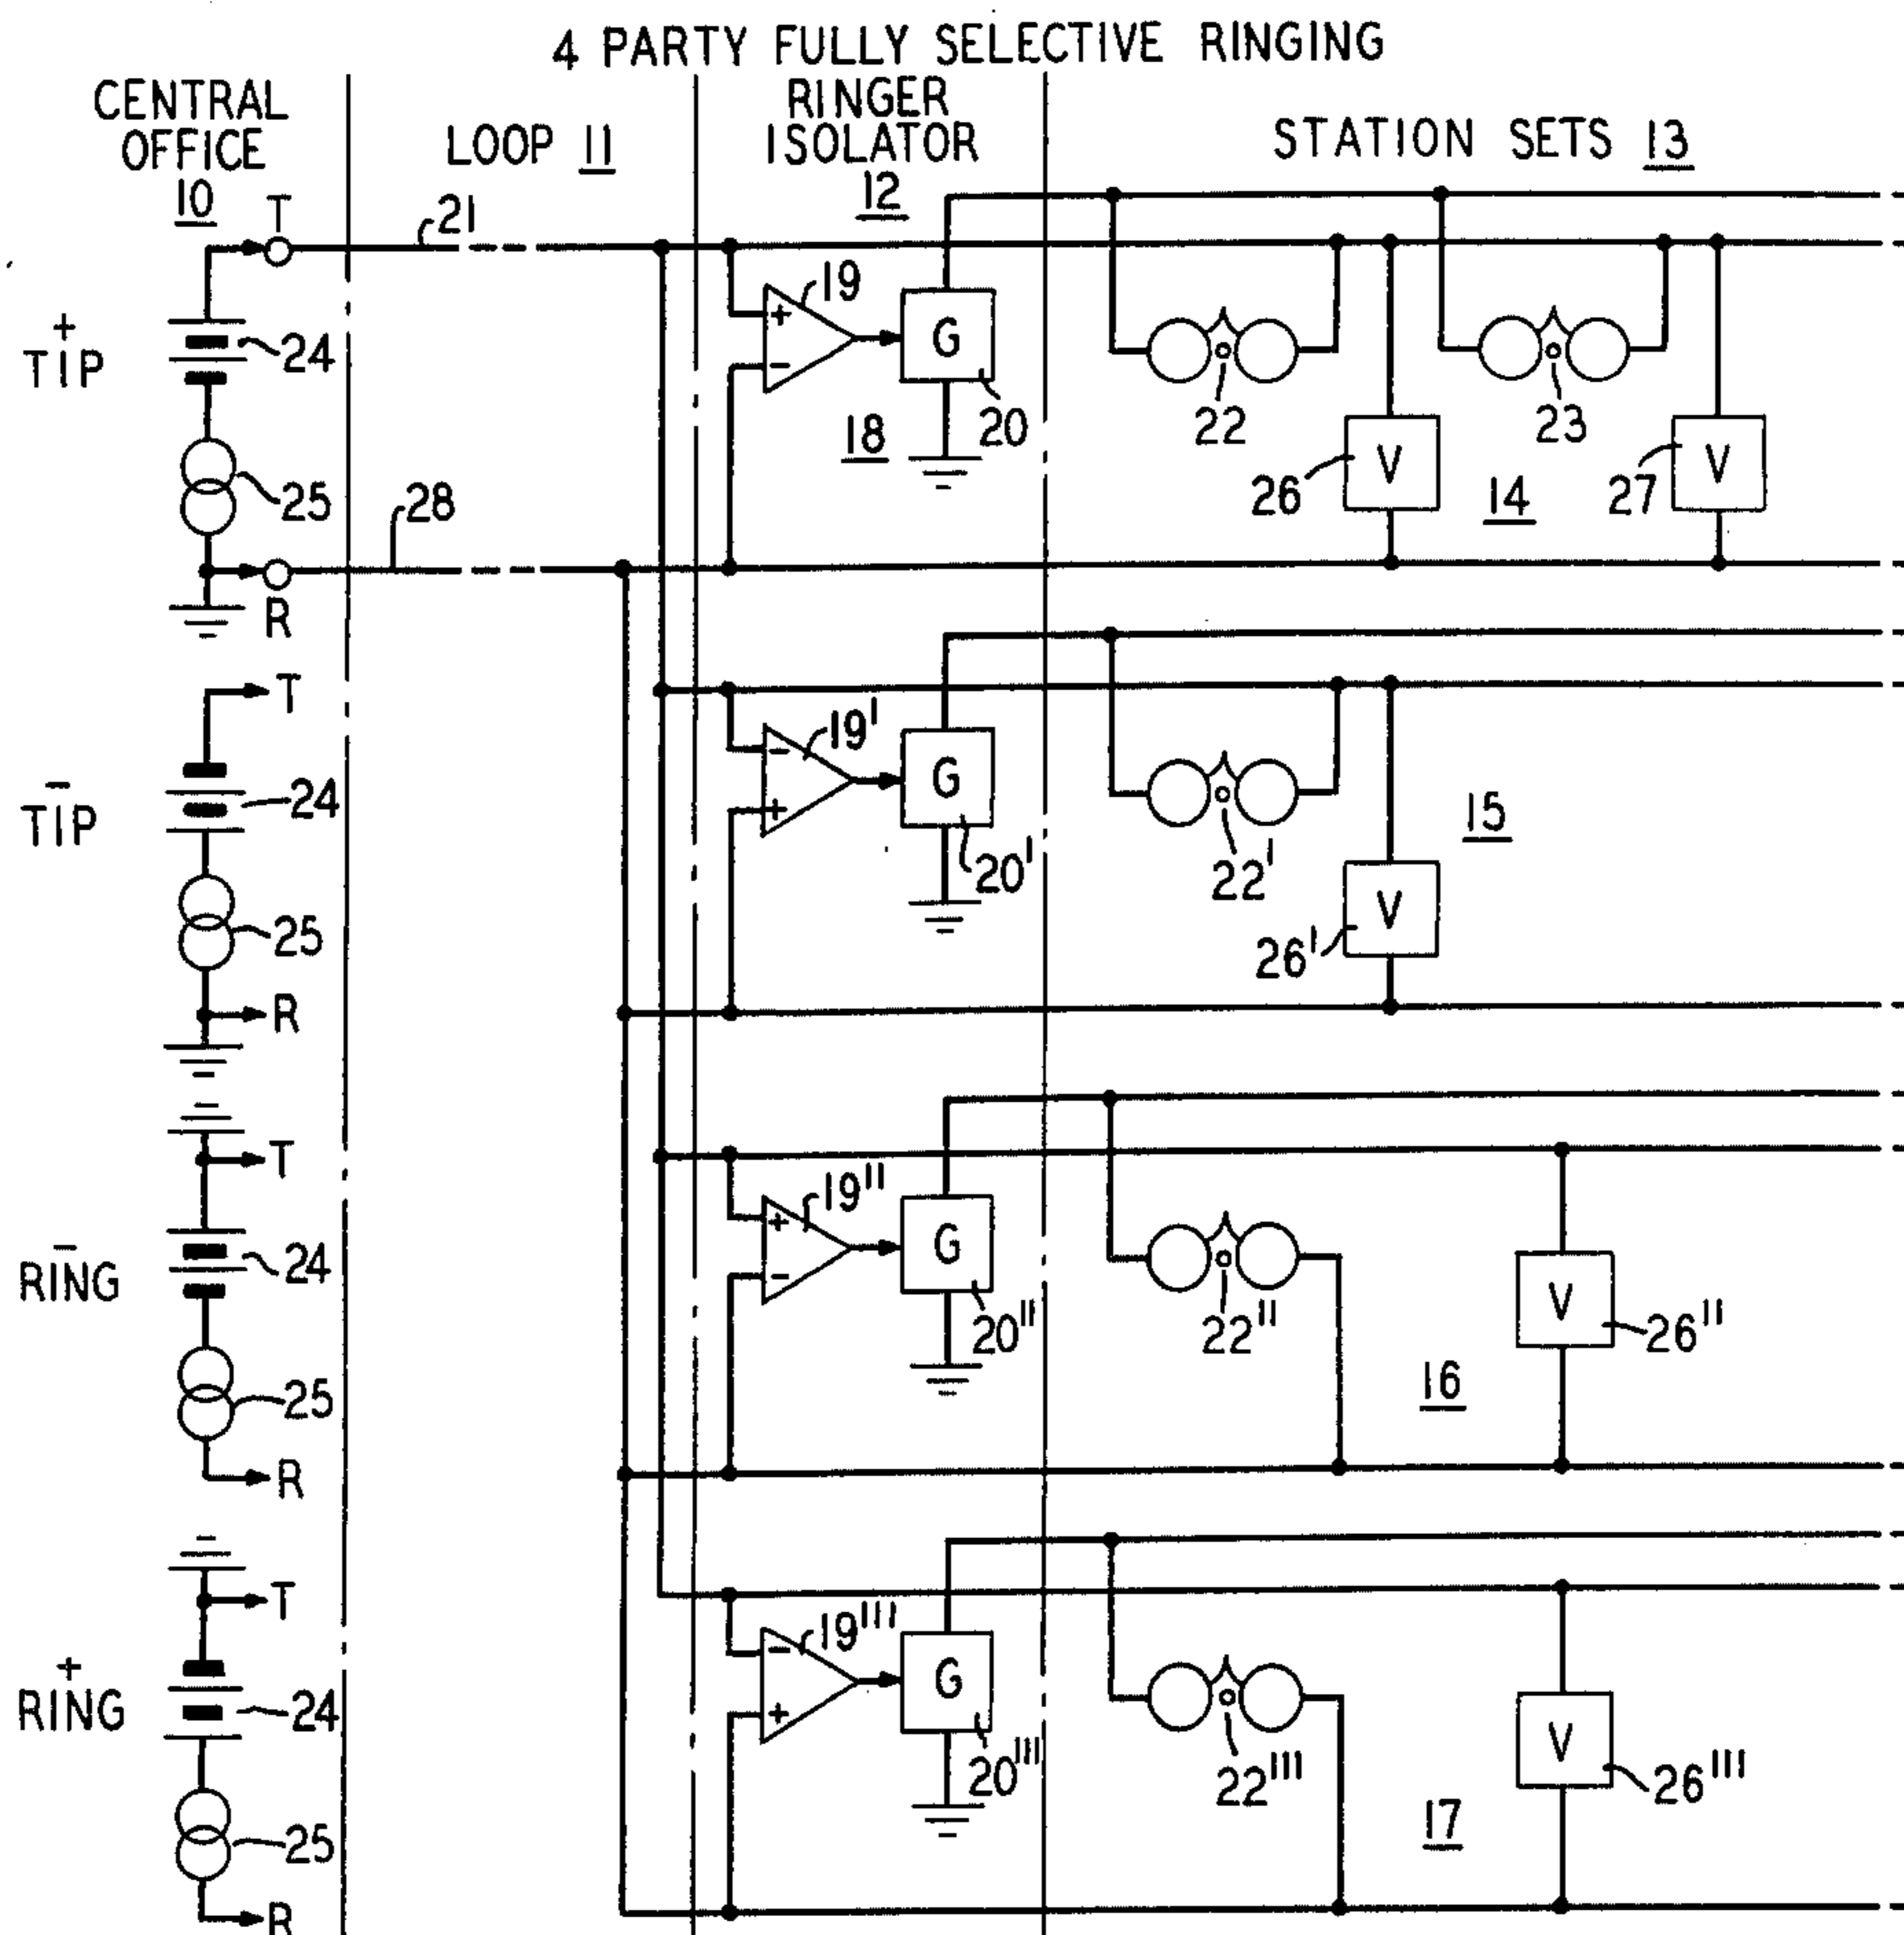 4 PARTY FULLY SELECTIVE RINGING
CENTRAL
OFFICE
10
LOOP 11
RINGER
ISOLATOR
12
STATION SETS 13
T
21
+
TIP
24
25
R
28
+
-
19
G
20
18
22
26
V
14
23
27
V
-
TIP
T
24
25
R
-
+
19'
G
20'
22'
26'
V
15
-
RING
T
24
25
R
+
-
19''
G
20''
22''
16
V
26''
+
RING
T
24
25
R
-
+
19'''
G
20'''
22'''
17
V
26'''